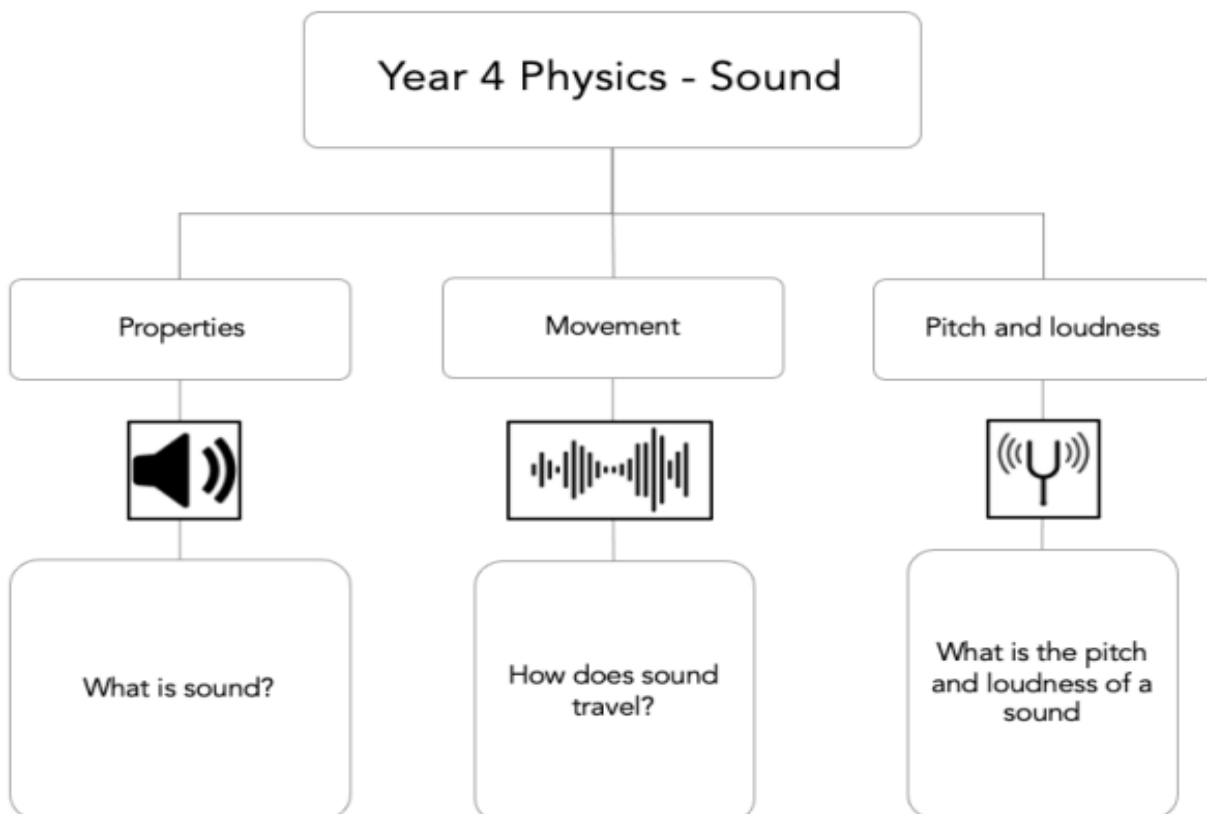 Year 4 Physics - Sound
Properties
Movement
Pitch and loudness
What is sound?
How does sound
travel?
What is the pitch
and loudness of a
sound